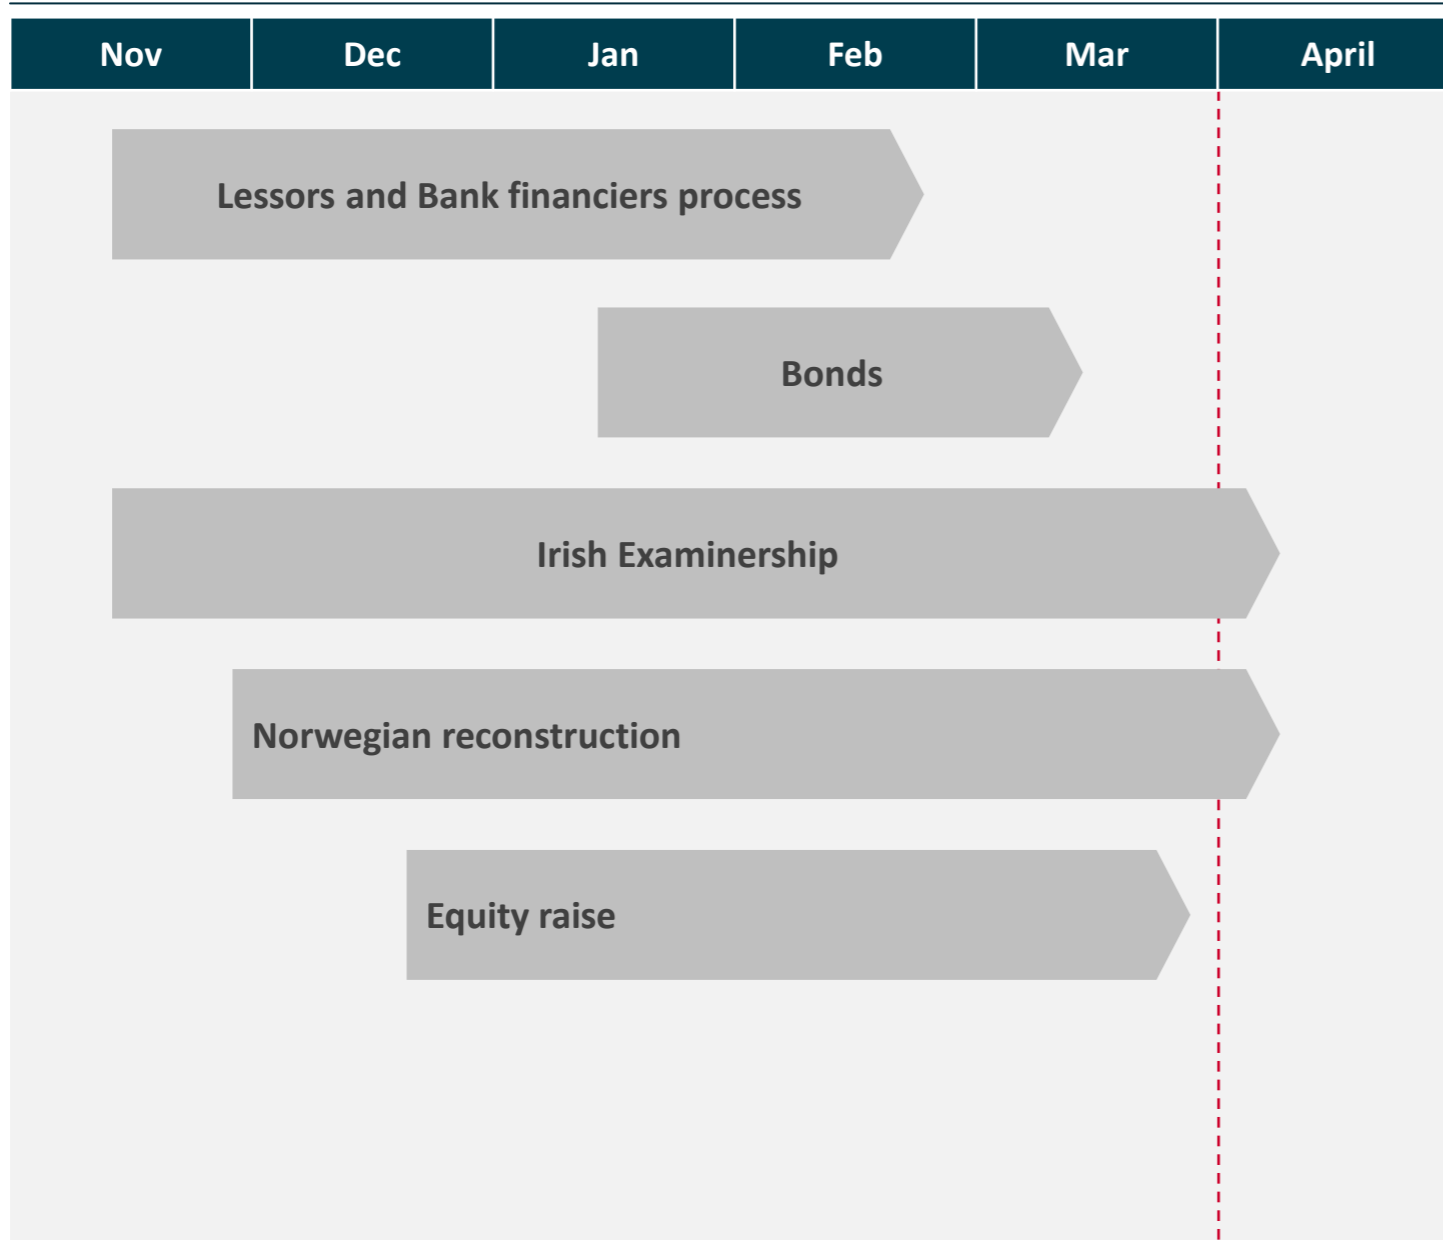 Nov Dec Jan Feb Mar April
Lessors and Bank financiers process
Bonds
Irish Examinership
Norwegian reconstruction
Equity raise